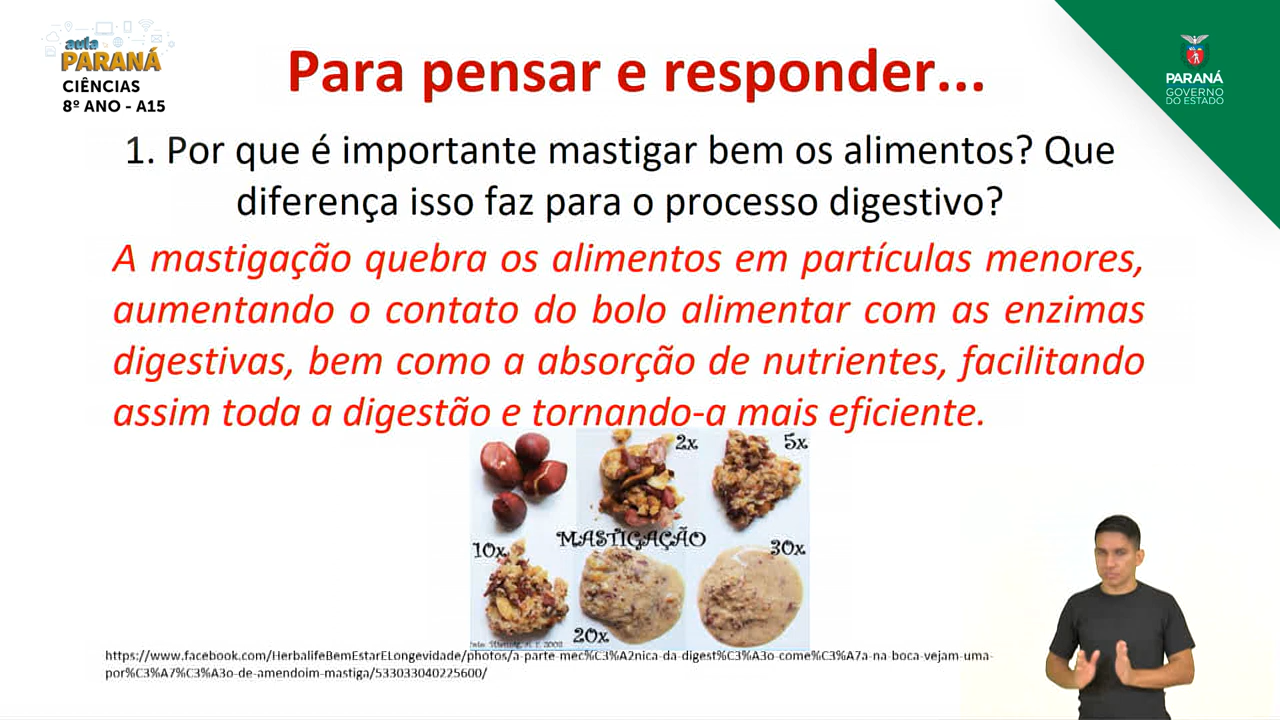 aula
PARANÁ
CIÊNCIAS
8º ANO - A15
PARANÁ
GOVERNO
DO ESTADO
Para pensar e responder...
1. Por que é importante mastigar bem os alimentos? Que
diferença isso faz para o processo digestivo?
A mastigação quebra os alimentos em partículas menores,
aumentando o contato do bolo alimentar com as enzimas
digestivas, bem como a absorção de nutrientes, facilitando
assim toda a digestão e tornando-a mais eficiente.
2x
5x
MASTIGAÇÃO
10x
30x
20x
https://www.facebook.com/HerbalifeBemEstarELongevidade/photos/a-parte-mec%C3%A2nica-da-digest%C3%A3o-come%C3%A7a-na-boca-vejam-uma-
por%C3%A7%C3%A3o-de-amendoim-mastiga/533033040225600/